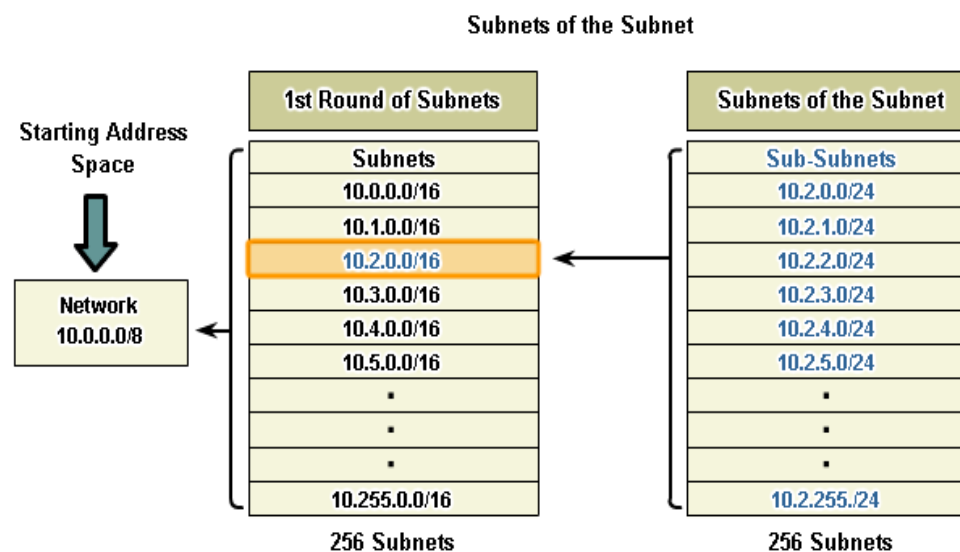 Subnets of the Subnet
Starting Address
Space
Network
10.0.0.0/8
1st Round of Subnets
Subnets
10.0.0.0/16
10.1.0.0/16
10.2.0.0/16
10.3.0.0/16
10.4.0.0/16
10.5.0.0/16
.
.
.
10.255.0.0/16
256 Subnets
Subnets of the Subnet
Sub-Subnets
10.2.0.0/24
10.2.1.0/24
10.2.2.0/24
10.2.3.0/24
10.2.4.0/24
10.2.5.0/24
.
.
.
10.2.255./24
256 Subnets